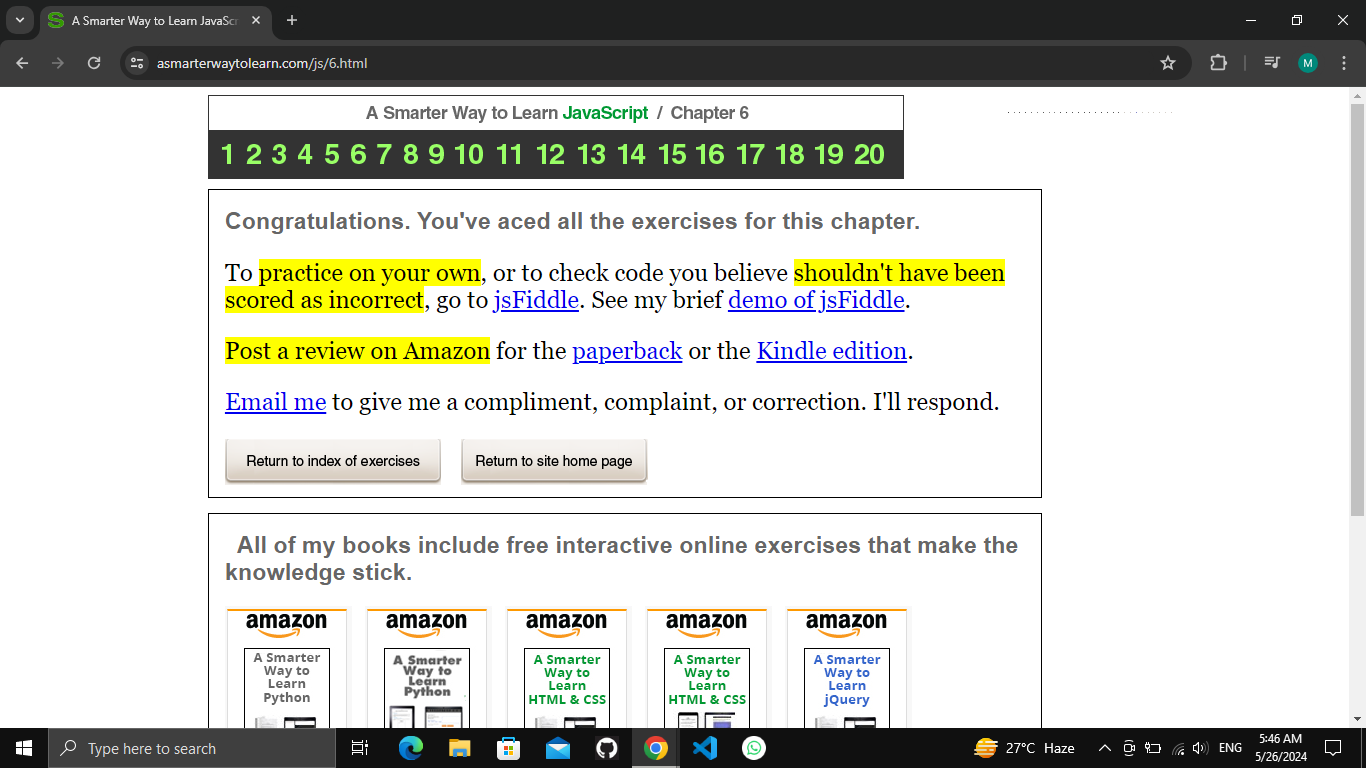 A Smarter Way to Learn JavaScr
asmarterwaytolearn.com/js/6.html
M
A Smarter Way to Learn JavaScript / Chapter 6
1 2 3 4 5 6 7 8 9 10 11 12 13 14 15 16 17 18 19 20
Congratulations. You've aced all the exercises for this chapter.
To practice on your own, or to check code you believe shouldn't have been
scored as incorrect, go to jsFiddle. See my brief demo of jsFiddle.
Post a review on Amazon for the paperback or the Kindle edition.
Email me to give me a compliment, complaint, or correction. I'll respond.
Return to index of exercises
Return to site home page
All of my books include free interactive online exercises that make the
knowledge stick.
amazon
A Smarter
Way to
Learn
Python
amazon
A Smarter
Way to
Learn
Python
amazon
A Smarter
Way to
Learn
HTML & CSS
amazon
A Smarter
Way to
Learn
HTML & CSS
amazon
A Smarter
Way to
Learn
jQuery
Type here to search
27°C Haze
ENG
5:46 AM
5/26/2024